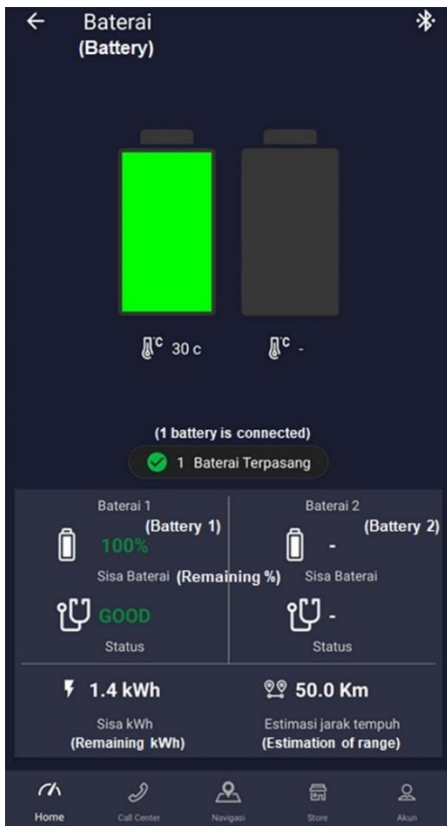 Baterai
(Battery)
°C 30 c
°C -
(1 battery is connected)
1 Baterai Terpasang
Baterai 1
(Battery 1)
100%
Sisa Baterai (Remaining %)
GOOD
Status
Baterai 2
(Battery 2)
-
Sisa Baterai
-
Status
1.4 kWh
Sisa kWh
(Remaining kWh)
50.0 Km
Estimasi jarak tempuh
(Estimation of range)
Home
Call Center
Navigasi
Store
Akun